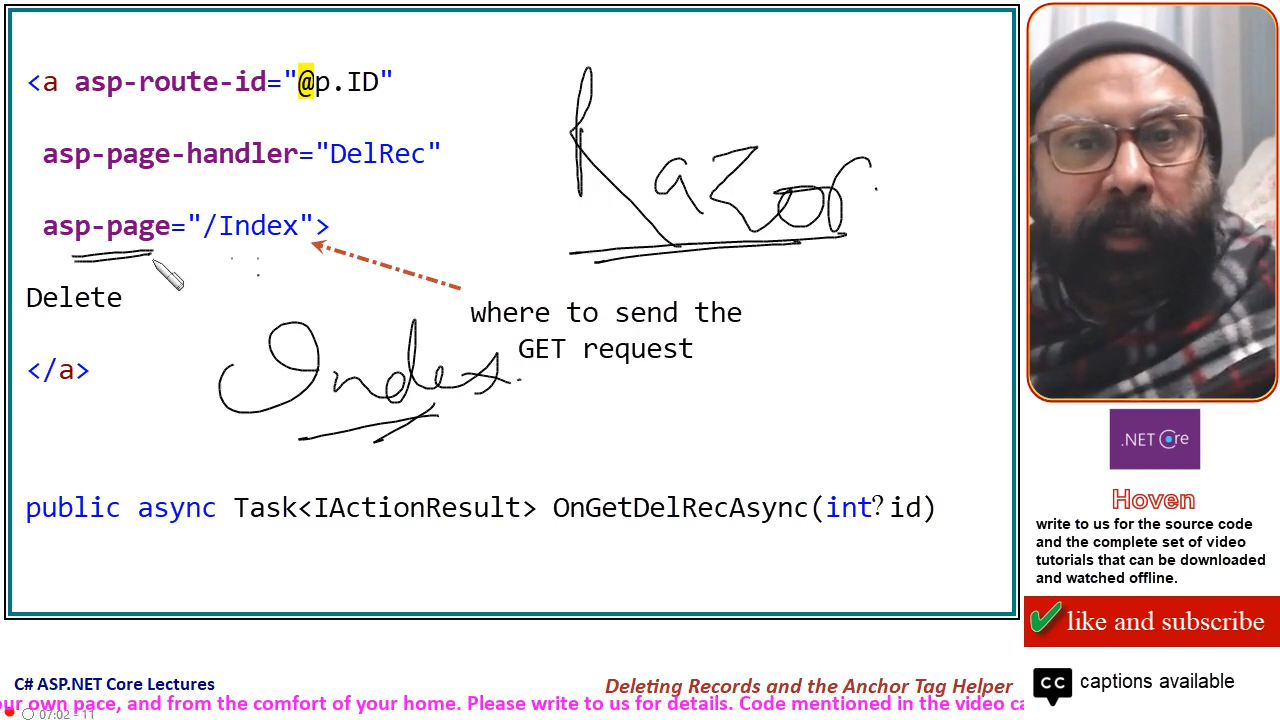 <a asp-route-id="@p.ID"
asp-page-handler="DelRec"
asp-page="/Index">
Delete
</a>
Razor
where to send the
GET request
Index.
public async Task<IActionResult> OnGetDelRecAsync(int? id)
.NET Core
Hoven
write to us for the source code
and the complete set of video
tutorials that can be downloaded
and watched offline.
like and subscribe
C# ASP.NET Core Lectures
Deleting Records and the Anchor Tag Helper
CC captions available
our own pace, and from the comfort of your home. Please write to us for details. Code mentioned in the video ca
07:02 - 11